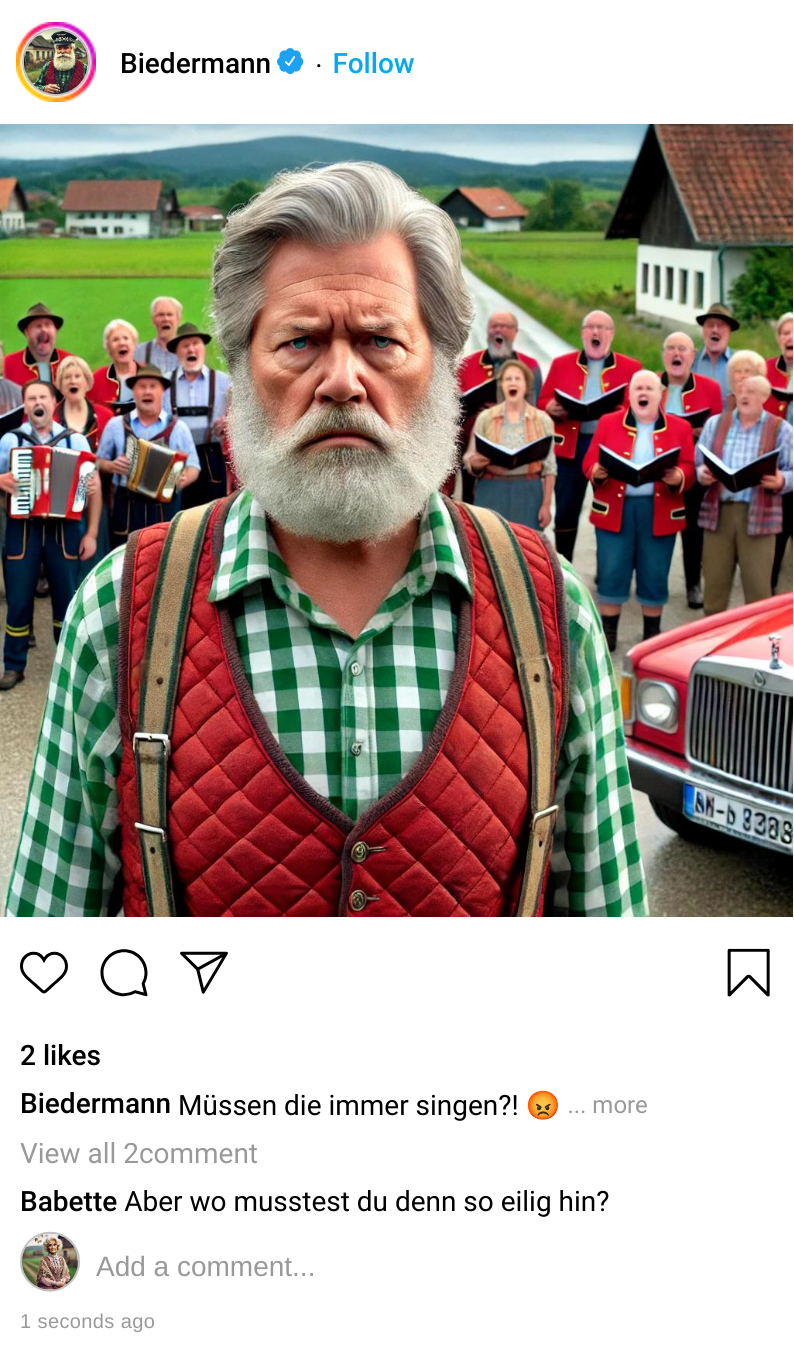 Biedermann · Follow
2 likes
Biedermann Müssen die immer singen?! 😡 ... more
View all 2comment
Babette Aber wo musstest du denn so eilig hin?
Add a comment...
1 seconds ago